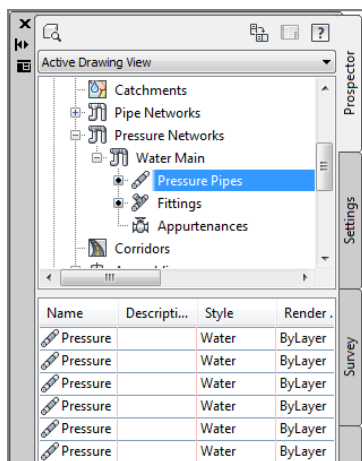 Active Drawing View
Catchments
Pipe Networks
Pressure Networks
Water Main
Pressure Pipes
Fittings
Appurtenances
Corridors
Prospector
Settings
Survey
Name Descripti... Style Render .
Pressure Water ByLayer
Pressure Water ByLayer
Pressure Water ByLayer
Pressure Water ByLayer
Pressure Water ByLayer
Pressure Water ByLayer